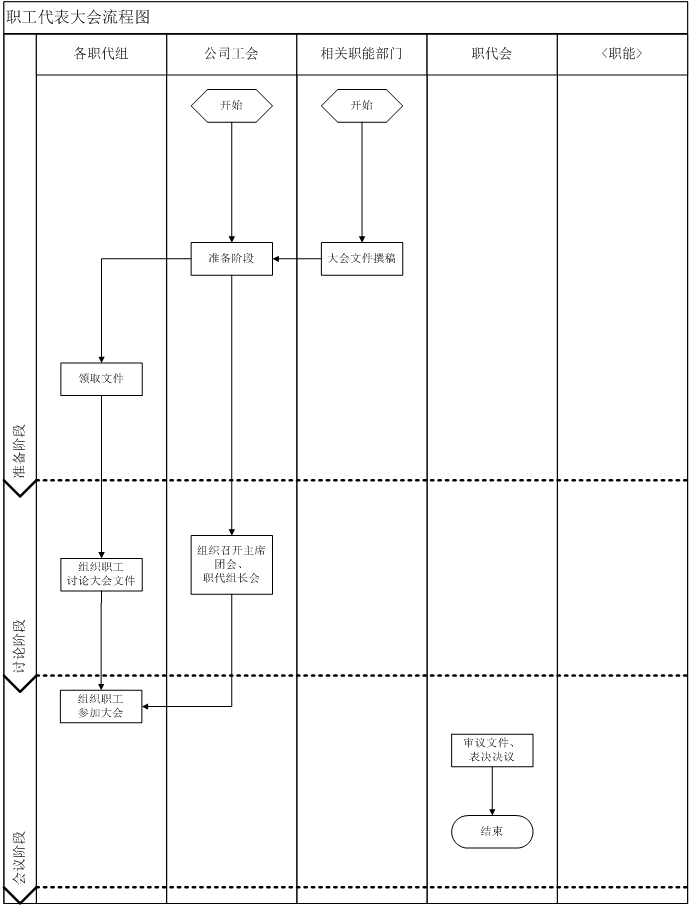 职工代表大会流程图
各职代组
公司工会
相关职能部门
职代会
<职能>
开始
开始
准备阶段
大会文件撰稿
领取文件
准备阶段
组织召开主席
团会、
职代组长会
组织职工
讨论大会文件
讨论阶段
组织职工
参加大会
审议文件、
表决决议
结束
会议阶段